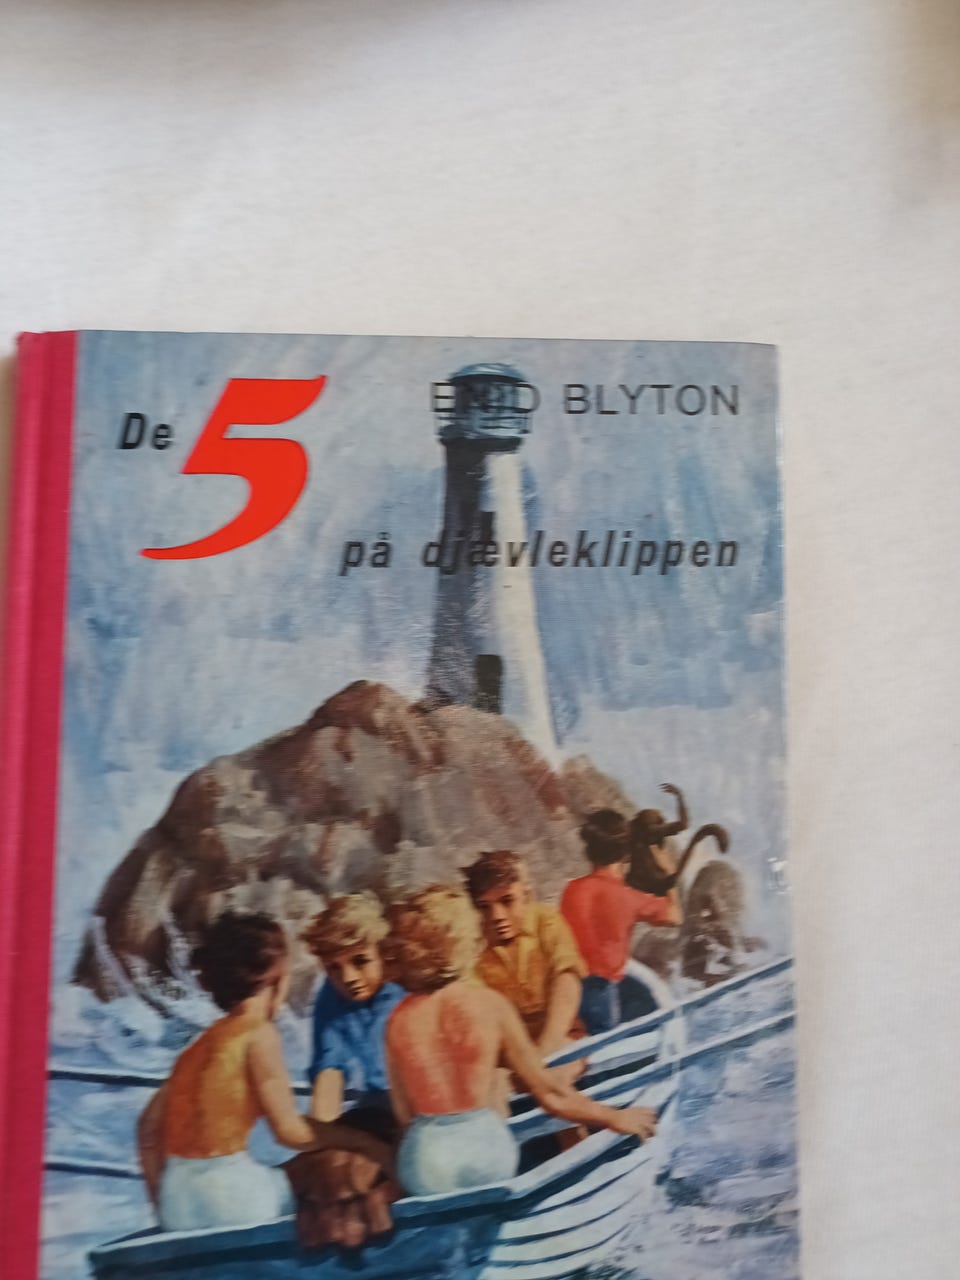 ENID BLYTON
De 5
på djævleklippen